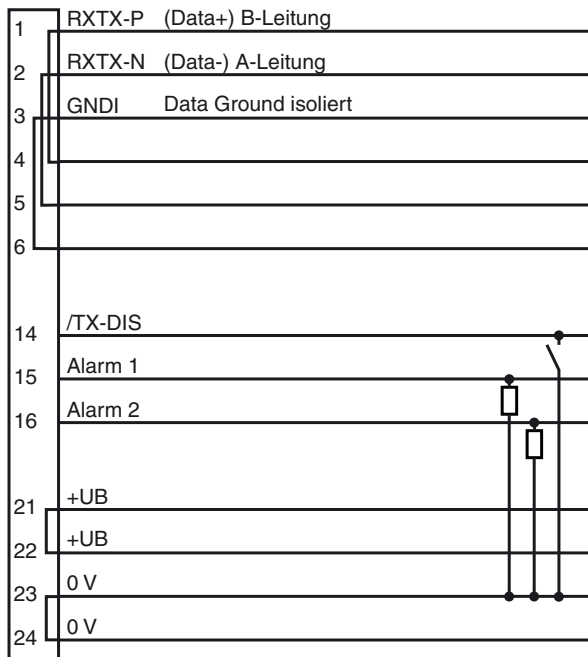 1 RXTX-P (Data+) B-Leitung
2 RXTX-N (Data-) A-Leitung
3 GNDI Data Ground isoliert
4
5
6
14 /TX-DIS
15 Alarm 1
16 Alarm 2
21 +UB
22 +UB
23 0 V
24 0 V